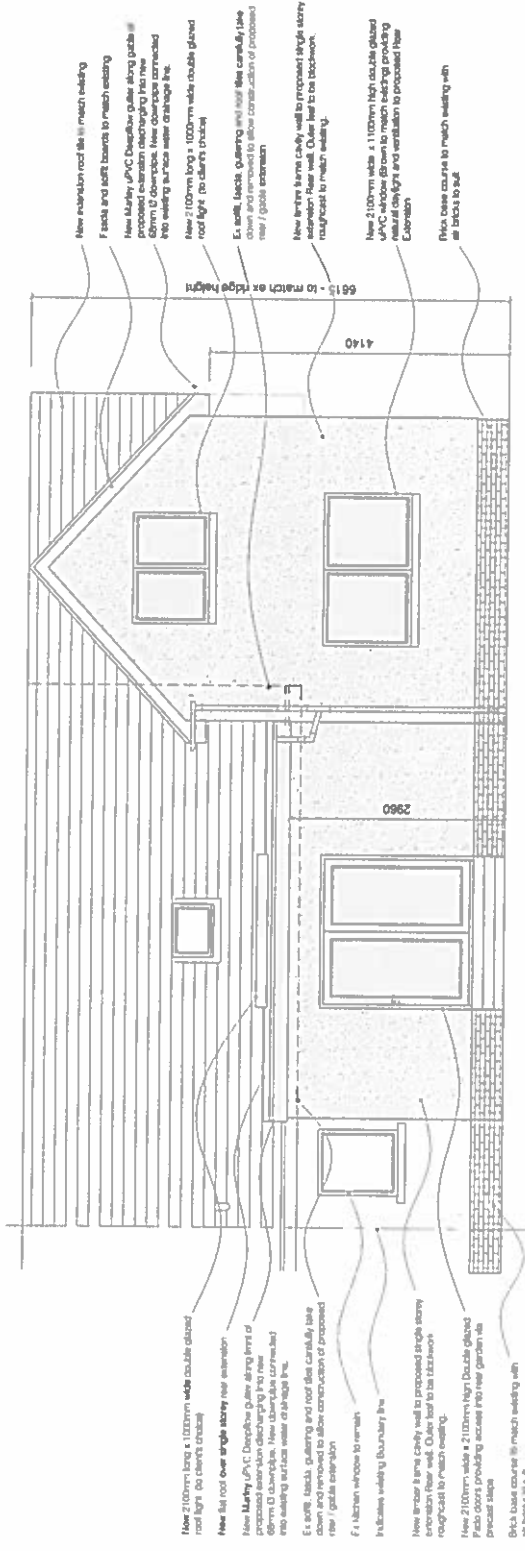 New extension roof tile to match existing
Fascia and soffit boards to match existing
New Marley uPVC Deepflow gutter along gable of
proposed extension discharging into new
68mm Ø downpipe. New downpipe connected
into existing surface water drainage line.
New 2100mm long x 1000mm wide double glazed
roof light (to client's choice)
Ex soffit, fascia, guttering and roof tiles carefully take
down and removed to allow construction of proposed
rear / gable extension
New timber frame cavity wall to proposed single storey
extension Rear wall. Outer leaf to be blockwork
roughcast to match existing.
New 2100mm wide x 1100mm high double glazed
uPVC window (Brown to match existing) providing
natural daylight and ventilation to proposed Rear
Extension
Brick base course to match existing with
air bricks to suit
6615 - to match ex ridge height
4140
2960
New 2100mm long x 1000mm wide double glazed
roof light (to client's choice)
New flat roof over single storey rear extension
New Marley uPVC Deepflow gutter along front of
proposed extension discharging into new
68mm Ø downpipe. New downpipe connected
into existing surface water drainage line.
Ex soffit, fascia, guttering and roof tiles carefully take
down and removed to allow construction of proposed
rear / gable extension
Ex Kitchen window to remain
Indicates existing Boundary line
New timber frame cavity wall to proposed single storey
extension Rear wall. Outer leaf to be blockwork
roughcast to match existing.
New 2100mm wide x 2100mm high Double glazed
Patio doors providing access into rear garden via
precast steps
Brick base course to match existing with